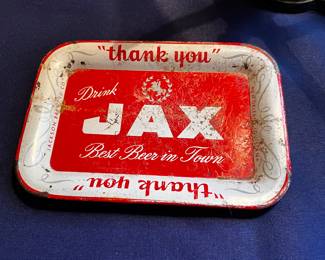 "thank you"
Drink
JAX
Best Beer in Town
"thank you"